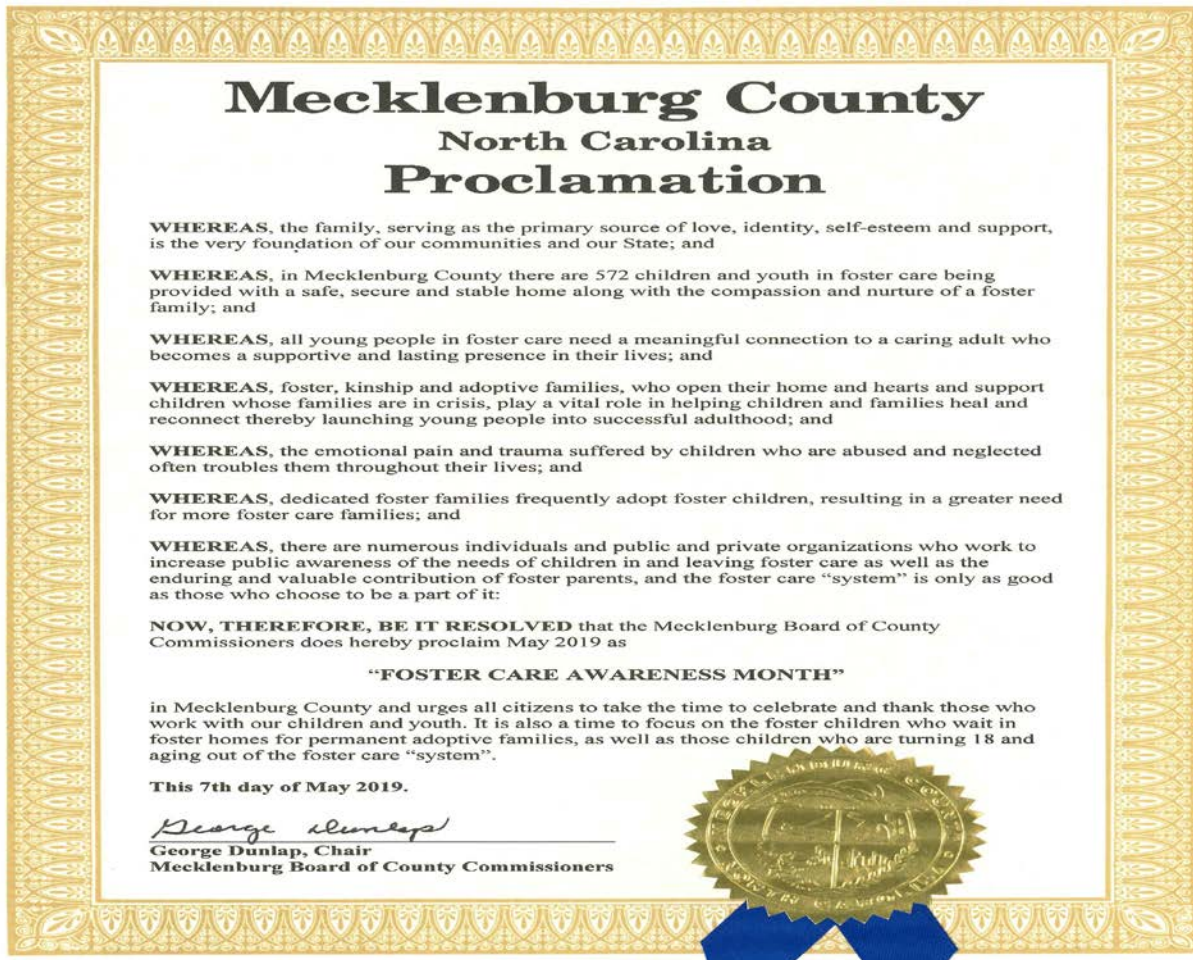 Mecklenburg County
North Carolina
Proclamation
WHEREAS, the family, serving as the primary source of love, identity, self-esteem and support,
is the very foundation of our communities and our State; and
WHEREAS, in Mecklenburg County there are 572 children and youth in foster care being
provided with a safe, secure and stable home along with the compassion and nurture of a foster
family; and
WHEREAS, all young people in foster care need a meaningful connection to a caring adult who
becomes a supportive and lasting presence in their lives; and
WHEREAS, foster, kinship and adoptive families, who open their home and hearts and support
children whose families are in crisis, play a vital role in helping children and families heal and
reconnect thereby launching young people into successful adulthood; and
WHEREAS, the emotional pain and trauma suffered by children who are abused and neglected
often troubles them throughout their lives; and
WHEREAS, dedicated foster families frequently adopt foster children, resulting in a greater need
for more foster care families; and
WHEREAS, there are numerous individuals and public and private organizations who work to
increase public awareness of the needs of children in and leaving foster care as well as the
enduring and valuable contribution of foster parents, and the foster care “system” is only as good
as those who choose to be a part of it:
NOW, THEREFORE, BE IT RESOLVED that the Mecklenburg Board of County
Commissioners does hereby proclaim May 2019 as
“FOSTER CARE AWARENESS MONTH”
in Mecklenburg County and urges all citizens to take the time to celebrate and thank those who
work with our children and youth. It is also a time to focus on the foster children who wait in
foster homes for permanent adoptive families, as well as those children who are turning 18 and
aging out of the foster care “system”.
This 7th day of May 2019.
George Dunlap
George Dunlap, Chair
Mecklenburg Board of County Commissioners